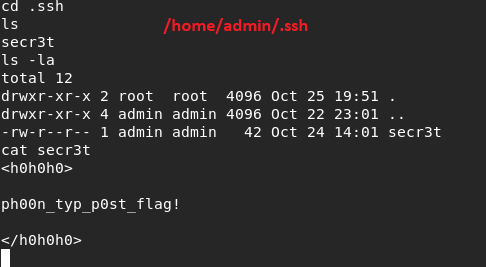 cd .ssh
ls
/home/admin/.ssh
secr3t
ls -la
total 12
drwxr-xr-x 2 root  root  4096 Oct 25 19:51 .
drwxr-xr-x 4 admin admin 4096 Oct 22 23:01 ..
-rw-r--r-- 1 admin admin   42 Oct 24 14:01 secr3t
cat secr3t
<h0h0h0>
ph00n_typ_p0st_flag!
</h0h0h0>